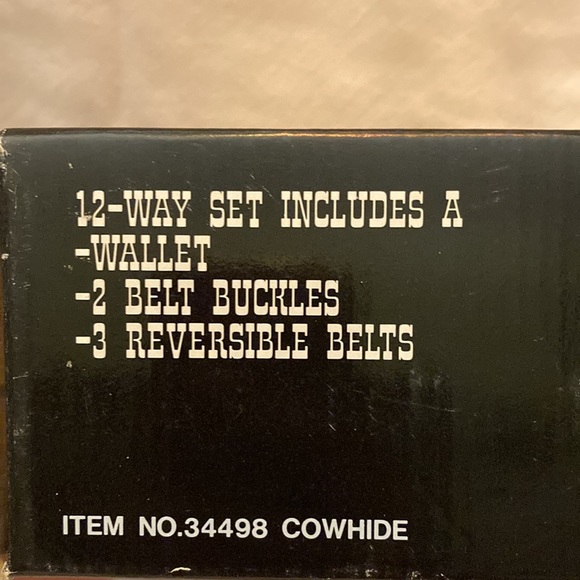 12-WAY SET INCLUDES A
-WALLET
-2 BELT BUCKLES
-3 REVERSIBLE BELTS
ITEM NO.34498 COWHIDE